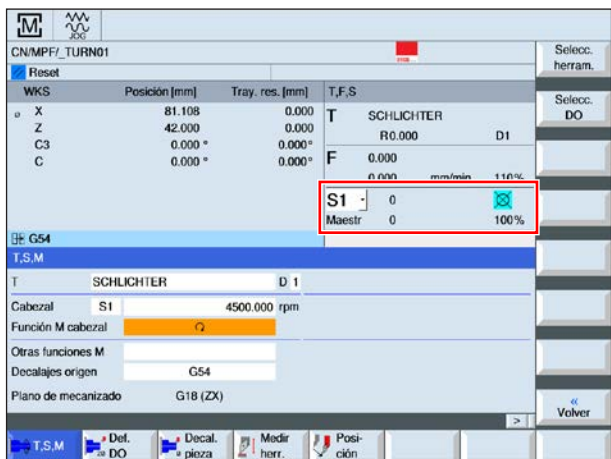 M JOG
CN/MPF/_TURN01
Selecc. herram.
Reset
WKS Posición [mm] Tray. res. [mm] T,F,S
Selecc. DO
X 81.108 0.000 T SCHLICHTER
Z 42.000 0.000 R0.000 D1
C3 0.000 ° 0.000° F 0.000
C 0.000 ° 0.000° 0.000 mm/min 110%
S1 0
Maestr 0 100%
G54
T,S,M
T SCHLICHTER D 1
Cabezal S1 4500.000 rpm
Función M cabezal
Otras funciones M
Decalajes origen G54
Plano de mecanizado G18 (ZX)
>
«
Volver
T,S,M Def. DO Decal. pieza Medir herr. Posi- ción